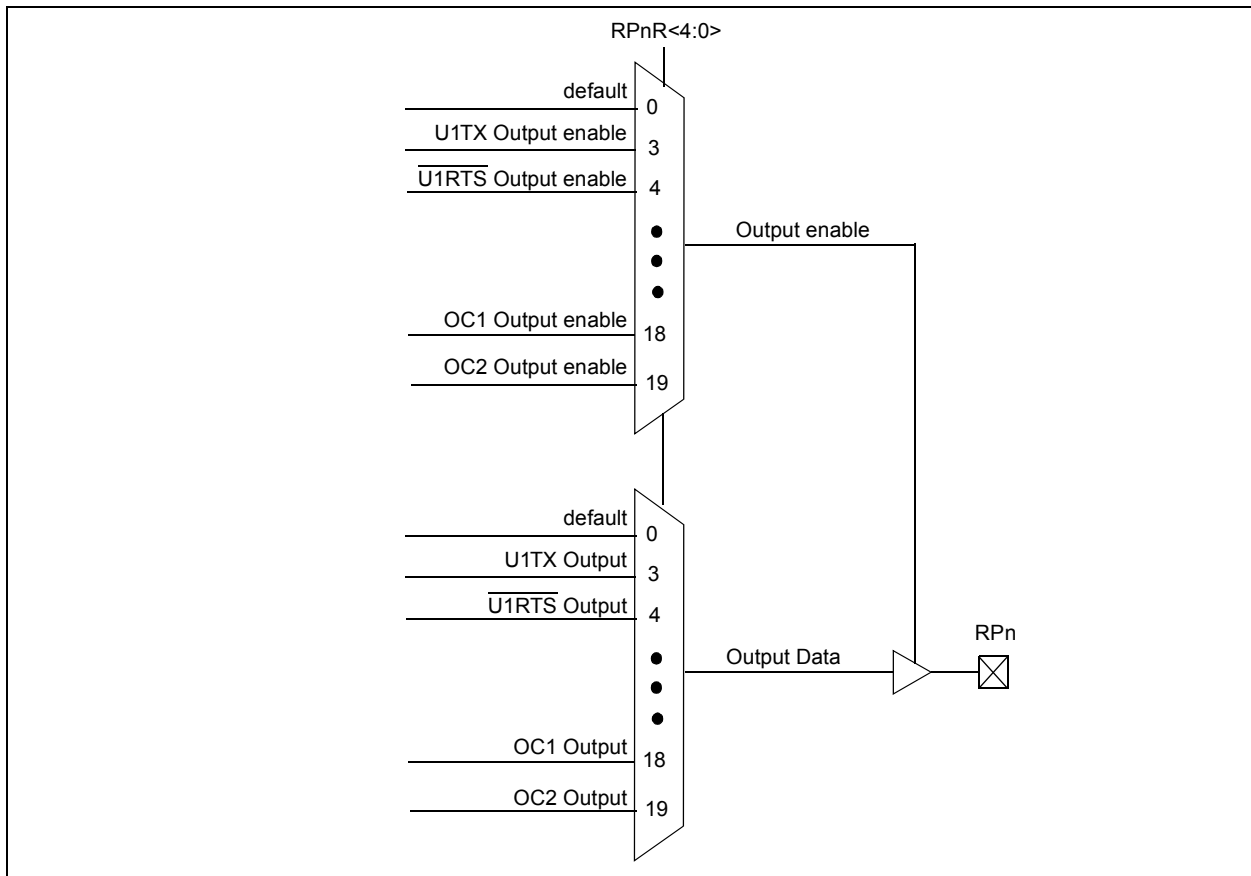 RPnR<4:0>
default
0
U1TX Output enable
3
U1RTS Output enable
4
Output enable
OC1 Output enable
18
OC2 Output enable
19
default
0
U1TX Output
3
U1RTS Output
4
RPn
Output Data
OC1 Output
18
OC2 Output
19